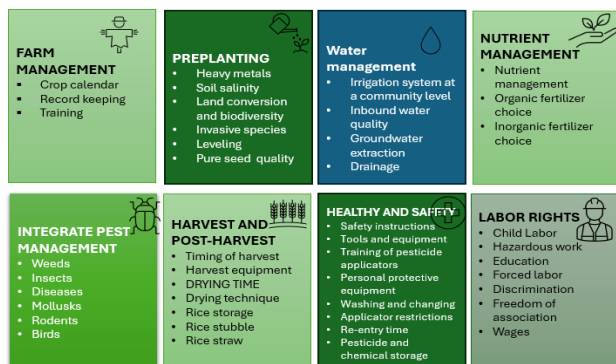 FARM
MANAGEMENT
▪ Crop calendar
▪ Record keeping
▪ Training
PREPLANTING
• Heavy metals
• Soil salinity
• Land conversion
and biodiversity
• Invasive species
• Leveling
• Pure seed quality
Water
management
• Irrigation system at
a community level
• Inbound water
quality
• Groundwater
extraction
• Drainage
NUTRIENT
MANAGEMENT
• Nutrient
management
• Organic fertilizer
choice
• Inorganic fertilizer
choice
INTEGRATE PEST
MANAGEMENT
• Weeds
• Insects
• Diseases
• Mollusks
• Rodents
• Birds
HARVEST AND
POST-HARVEST
• Timing of harvest
• Harvest equipment
• DRYING TIME
• Drying technique
• Rice storage
• Rice stubble
• Rice straw
HEALTHY AND SAFETY
• Safety instructions
• Tools and equipment
• Training of pesticide
applicators
• Personal protective
equipment
• Washing and changing
• Applicator restrictions
• Re-entry time
• Pesticide and
chemical storage
LABOR RIGHTS
• Child Labor
• Hazardous work
• Education
• Forced labor
• Discrimination
• Freedom of
association
• Wages